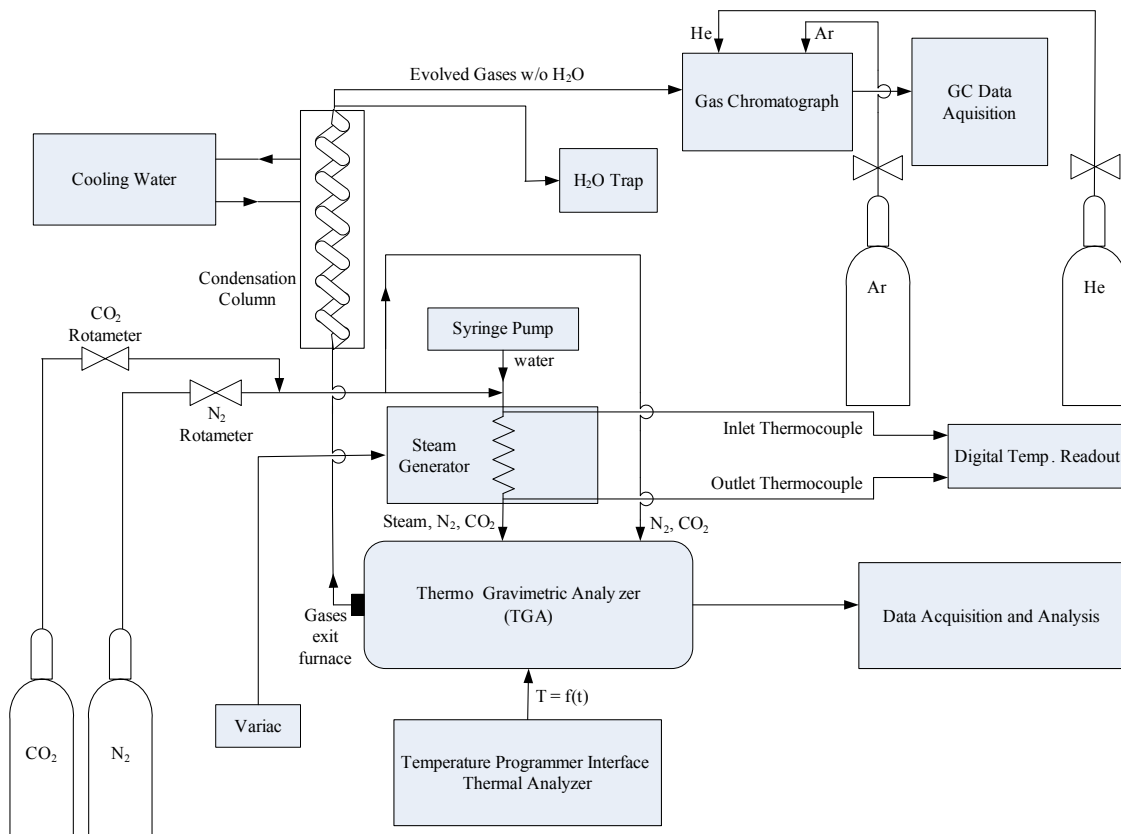 He
Ar
Evolved Gases w/o H₂O
Gas Chromatograph
GC Data
Aquisition
Cooling Water
H₂O Trap
Condensation
Column
Ar
He
CO₂
Rotameter
Syringe Pump
water
N₂
Rotameter
Steam
Generator
Inlet Thermocouple
Digital Temp. Readout
Outlet Thermocouple
Steam, N₂, CO₂
N₂, CO₂
Thermo Gravimetric Analyzer
(TGA)
Gases
exit
furnace
Data Acquisition and Analysis
T = f(t)
Variac
CO₂
N₂
Temperature Programmer Interface
Thermal Analyzer